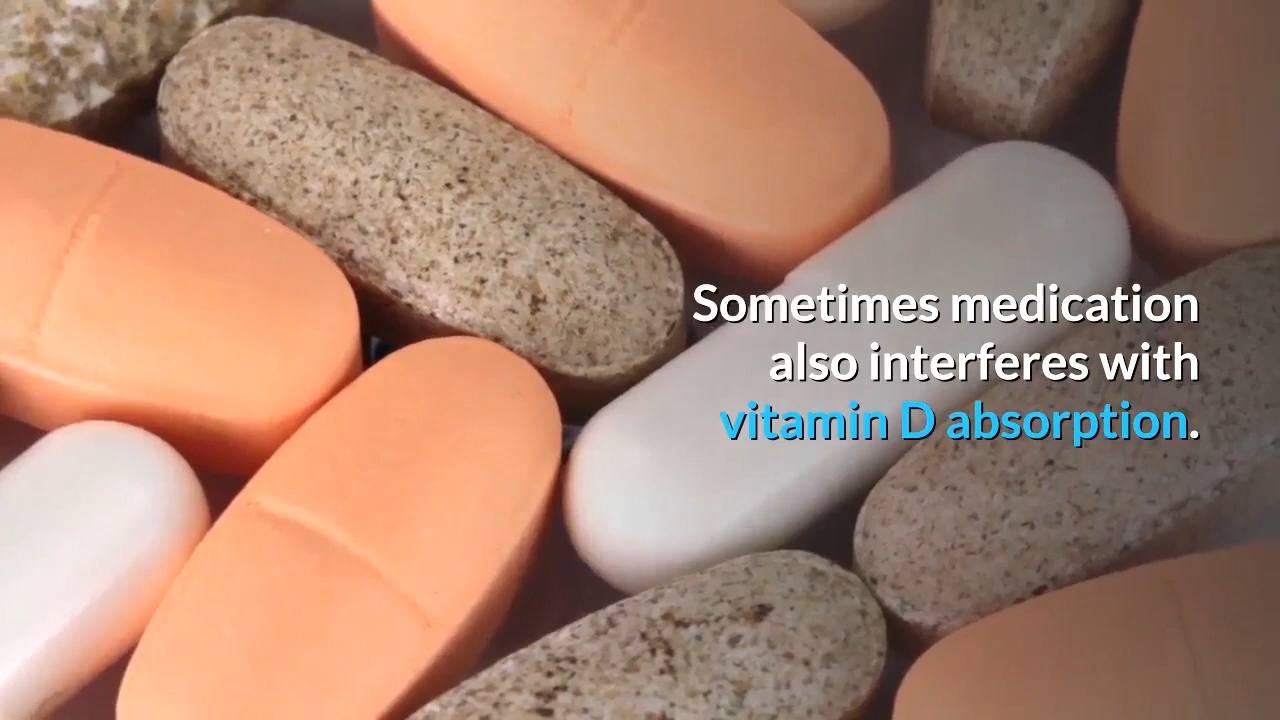 Sometimes medication
also interferes with
vitamin D absorption.